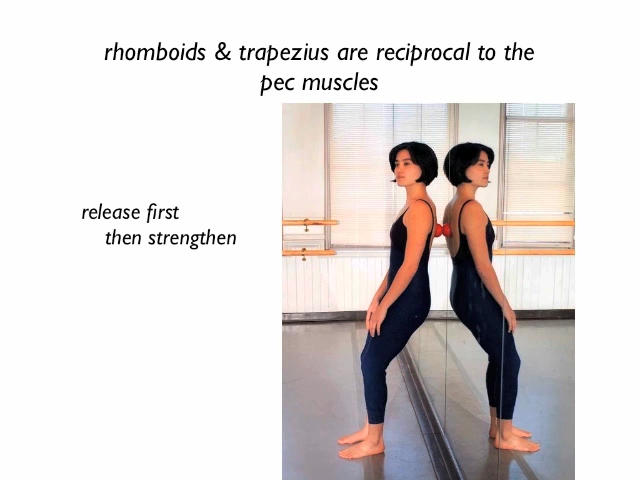 rhomboids & trapezius are reciprocal to the
pec muscles
release first
then strengthen